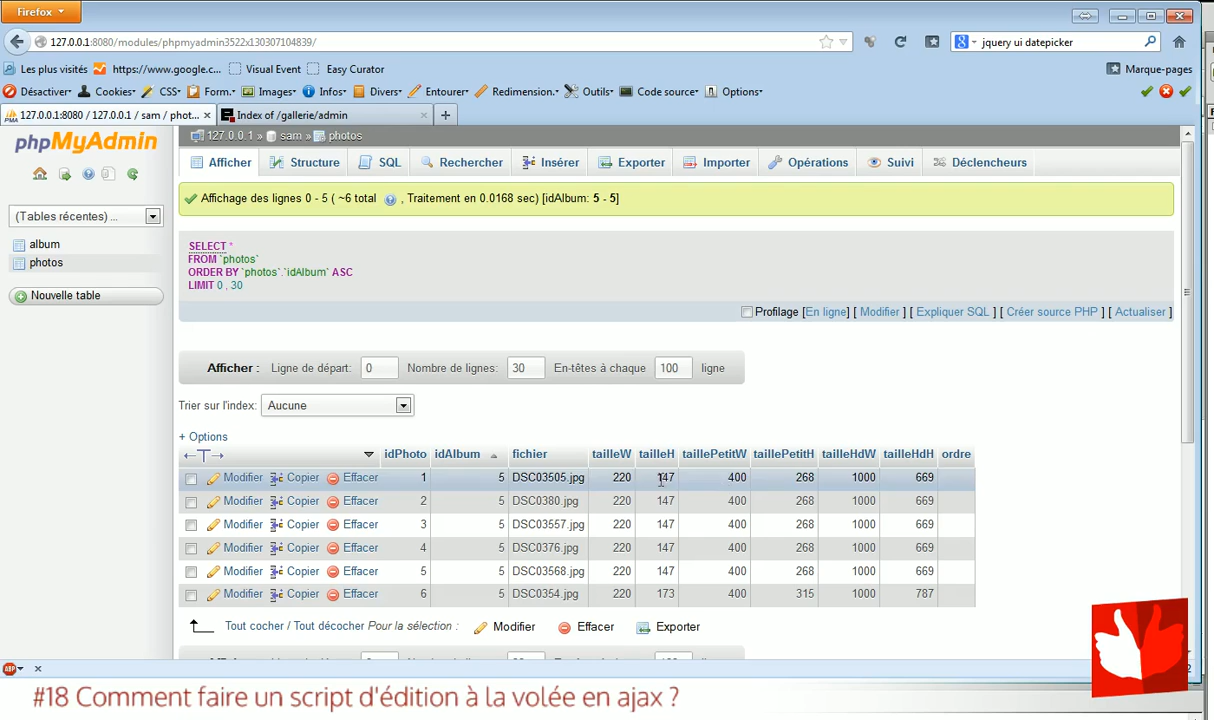 Firefox
127.0.0.1:8080/modules/phpmyadmin3522x130307104839/
jquery ui datepicker
Les plus visités https://www.google.c... Visual Event Easy Curator Marque-pages
Désactiver Cookies CSS Form. Images Infos Divers Entourer Redimension. Outils Code source Options
127.0.0.1:8080 / 127.0.0.1 / sam / phot... Index of /gallerie/admin
phpMyAdmin
127.0.0.1 » sam » photos
Afficher Structure SQL Rechercher Insérer Exporter Importer Opérations Suivi Déclencheurs
(Tables récentes) ...
album
photos
Nouvelle table
Affichage des lignes 0 - 5 ( ~6 total , Traitement en 0.0168 sec) [idAlbum: 5 - 5]
SELECT *
FROM `photos`
ORDER BY `photos`.`idAlbum` ASC
LIMIT 0 , 30
Profilage [En ligne] [ Modifier ] [ Expliquer SQL ] [ Créer source PHP ] [ Actualiser ]
Afficher : Ligne de départ: 0 Nombre de lignes: 30 En-têtes à chaque 100 ligne
Trier sur l'index: Aucune
+ Options
idPhoto idAlbum fichier tailleW tailleH taillePetitW taillePetitH tailleHdW tailleHdH ordre
Modifier Copier Effacer 1 5 DSC03505.jpg 220 147 400 268 1000 669
Modifier Copier Effacer 2 5 DSC0380.jpg 220 147 400 268 1000 669
Modifier Copier Effacer 3 5 DSC03557.jpg 220 147 400 268 1000 669
Modifier Copier Effacer 4 5 DSC0376.jpg 220 147 400 268 1000 669
Modifier Copier Effacer 5 5 DSC03568.jpg 220 147 400 268 1000 669
Modifier Copier Effacer 6 5 DSC0354.jpg 220 173 400 315 1000 787
Tout cocher / Tout décocher Pour la sélection : Modifier Effacer Exporter
ABP
#18 Comment faire un script d'édition à la volée en ajax ?